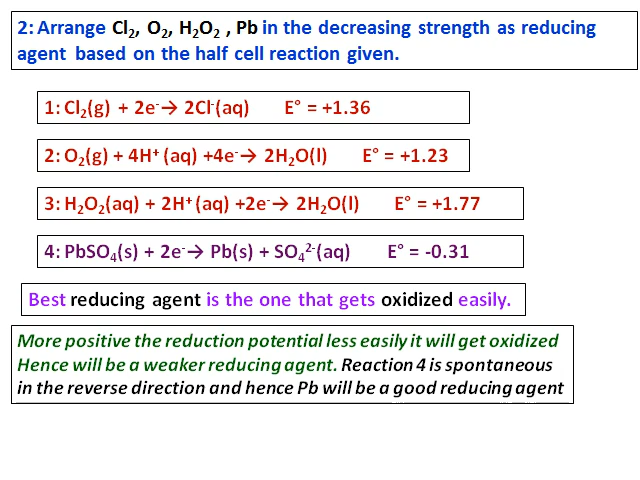 2: Arrange Cl₂, O₂, H₂O₂ , Pb in the decreasing strength as reducing
agent based on the half cell reaction given.
1: Cl₂(g) + 2e⁻→ 2Cl⁻(aq) E° = +1.36
2: O₂(g) + 4H⁺ (aq) +4e⁻→ 2H₂O(l) E° = +1.23
3: H₂O₂(aq) + 2H⁺ (aq) +2e⁻→ 2H₂O(l) E° = +1.77
4: PbSO₄(s) + 2e⁻→ Pb(s) + SO₄²⁻(aq) E° = -0.31
Best reducing agent is the one that gets oxidized easily.
More positive the reduction potential less easily it will get oxidized
Hence will be a weaker reducing agent. Reaction 4 is spontaneous
in the reverse direction and hence Pb will be a good reducing agent